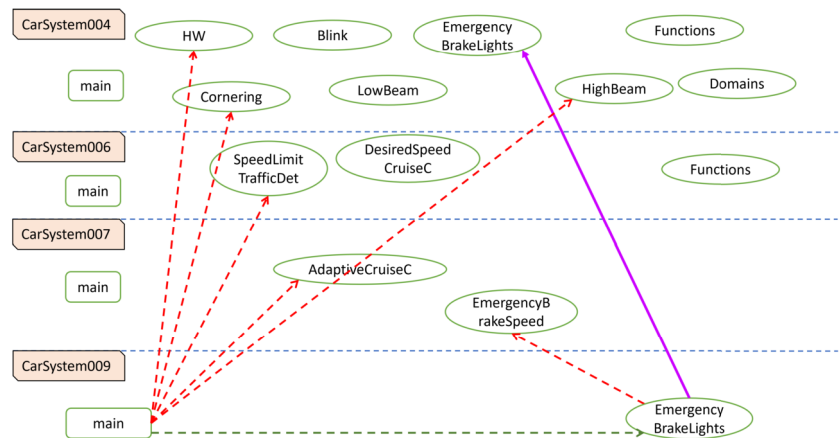 CarSystem004
HW
Blink
Emergency
BrakeLights
Functions
main
Cornering
LowBeam
HighBeam
Domains
CarSystem006
SpeedLimit
TrafficDet
DesiredSpeed
CruiseC
Functions
main
CarSystem007
AdaptiveCruiseC
main
EmergencyB
rakeSpeed
CarSystem009
main
Emergency
BrakeLights